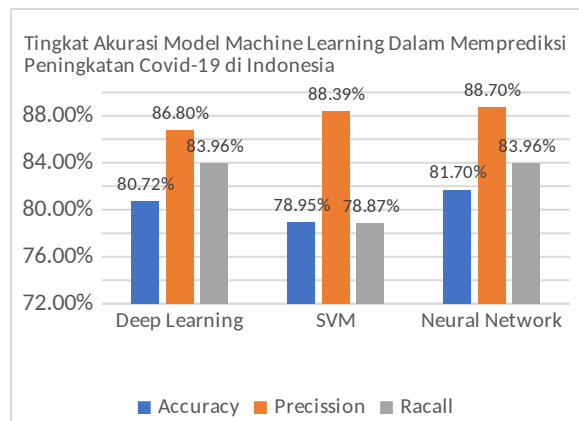 Tingkat Akurasi Model Machine Learning Dalam Memprediksi
Peningkatan Covid-19 di Indonesia
88.00%
84.00%
80.00%
76.00%
72.00%
80.72%
86.80%
83.96%
78.95%
88.39%
78.87%
81.70%
88.70%
83.96%
Deep Learning
SVM
Neural Network
Accuracy
Precission
Racall